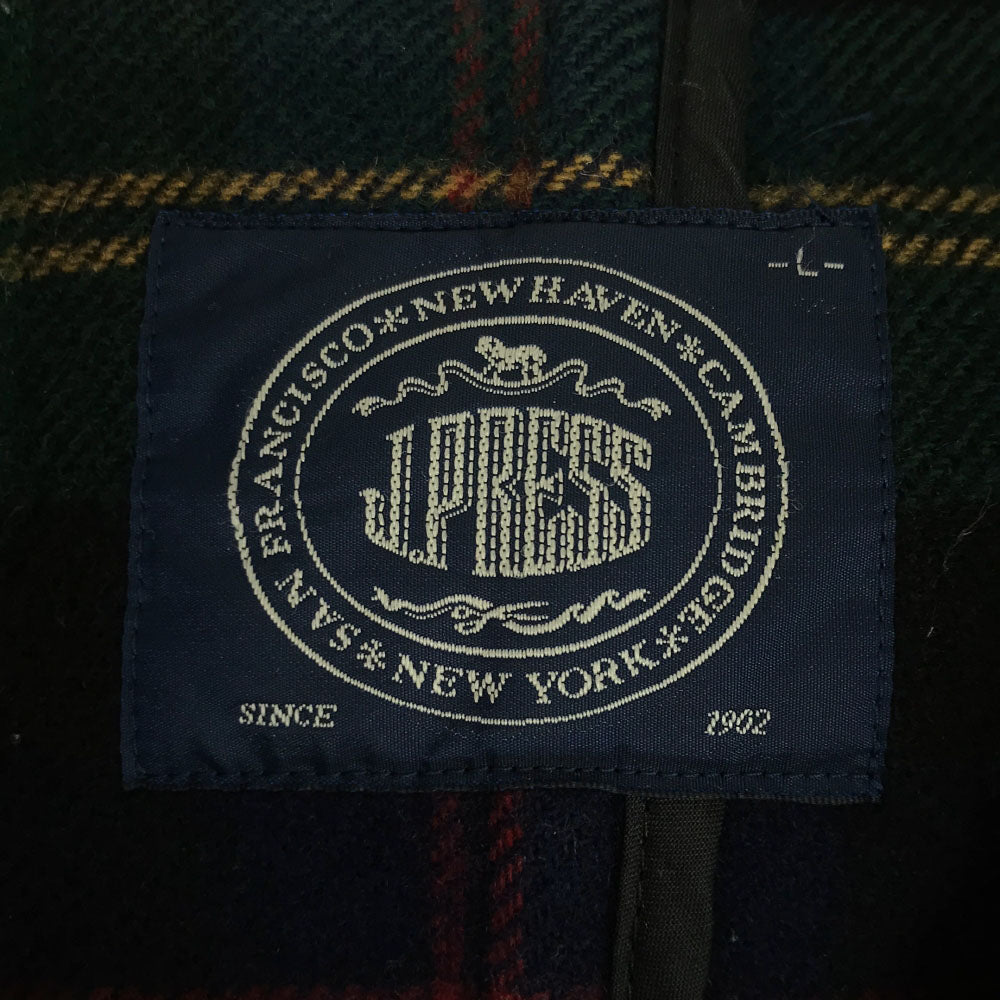 -L-
SAN FRANCISCO*NEW HAVEN*CAMBRIDGE*
J.PRESS
*NEW YORK*
SINCE 1902